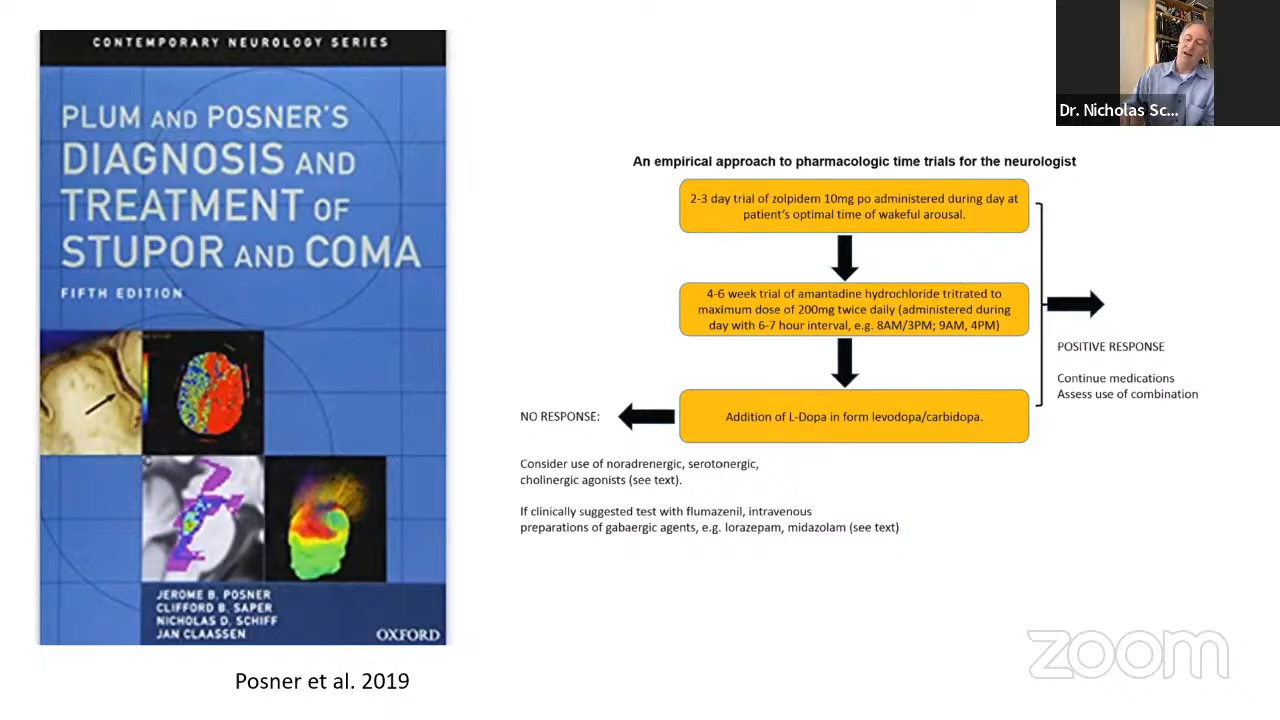 CONTEMPORARY NEUROLOGY SERIES
PLUM AND POSNER'S
DIAGNOSIS AND
TREATMENT OF
STUPOR AND COMA
FIFTH EDITION
JEROME B. POSNER
CLIFFORD B. SAPER
NICHOLAS D. SCHIFF
JAN CLAASSEN
OXFORD
Posner et al. 2019
Dr. Nicholas Sc...
An empirical approach to pharmacologic time trials for the neurologist
2-3 day trial of zolpidem 10mg po administered during day at
patient's optimal time of wakeful arousal.
4-6 week trial of amantadine hydrochloride tritrated to
maximum dose of 200mg twice daily (administered during
day with 6-7 hour interval, e.g. 8AM/3PM; 9AM, 4PM)
Addition of L-Dopa in form levodopa/carbidopa.
POSITIVE RESPONSE
Continue medications
Assess use of combination
NO RESPONSE:
Consider use of noradrenergic, serotonergic,
cholinergic agonists (see text).
If clinically suggested test with flumazenil, intravenous
preparations of gabaergic agents, e.g. lorazepam, midazolam (see text)
zoom